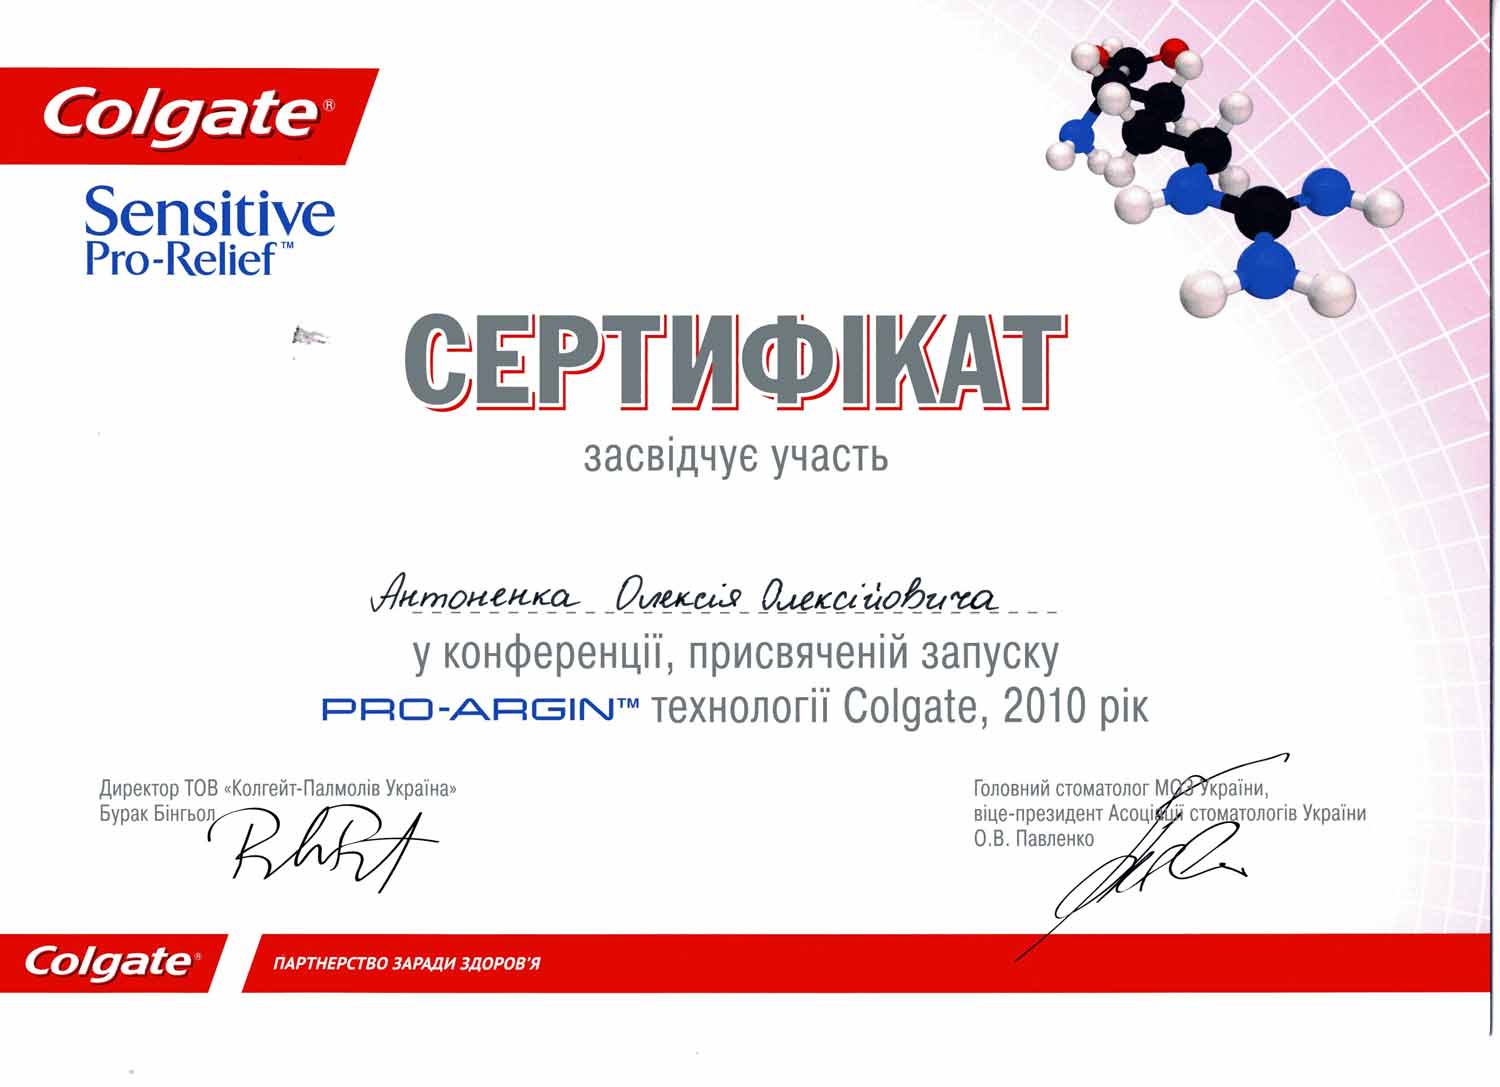 Colgate®
Sensitive
Pro-Relief™
СЕРТИФІКАТ
засвідчує участь
Антоненка Олексія Олексійовича
у конференції, присвяченій запуску
PRO-ARGIN™ технології Colgate, 2010 рік
Директор ТОВ «Колгейт-Палмолів Україна»
Бурак Бінгьол
Головний стоматолог МОЗ України,
віце-президент Асоціації стоматологів України
О.В. Павленко
Colgate®
ПАРТНЕРСТВО ЗАРАДИ ЗДОРОВ'Я